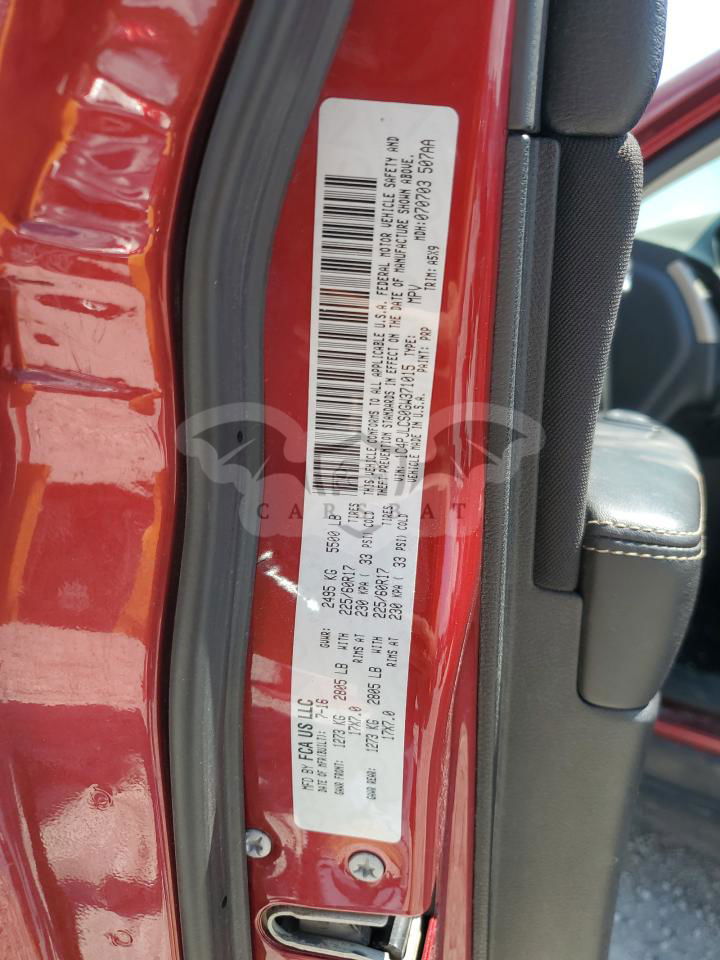 MFD BY FCA US LLC
DATE OF MFR(BUILT): 7-16 GVWR: 2495 KG 5500 LB
GAWR FRONT: 1273 KG 2805 LB WITH 225/60R17 TIRES
17X7.0 RIMS AT 230 KPA ( 33 PSI) COLD
GAWR REAR: 1273 KG 2805 LB WITH 225/60R17 TIRES
17X7.0 RIMS AT 230 KPA ( 33 PSI) COLD
THIS VEHICLE CONFORMS TO ALL APPLICABLE U.S.A. FEDERAL MOTOR VEHICLE SAFETY AND
THEFT PREVENTION STANDARDS IN EFFECT ON THE DATE OF MANUFACTURE SHOWN ABOVE.
VIN: 1C4PJLCS0GW371015 TYPE: MPV MDH:070703 507AA
VEHICLE MADE IN U.S.A. PAINT: PRP TRIM: A5X9
CARSBAT